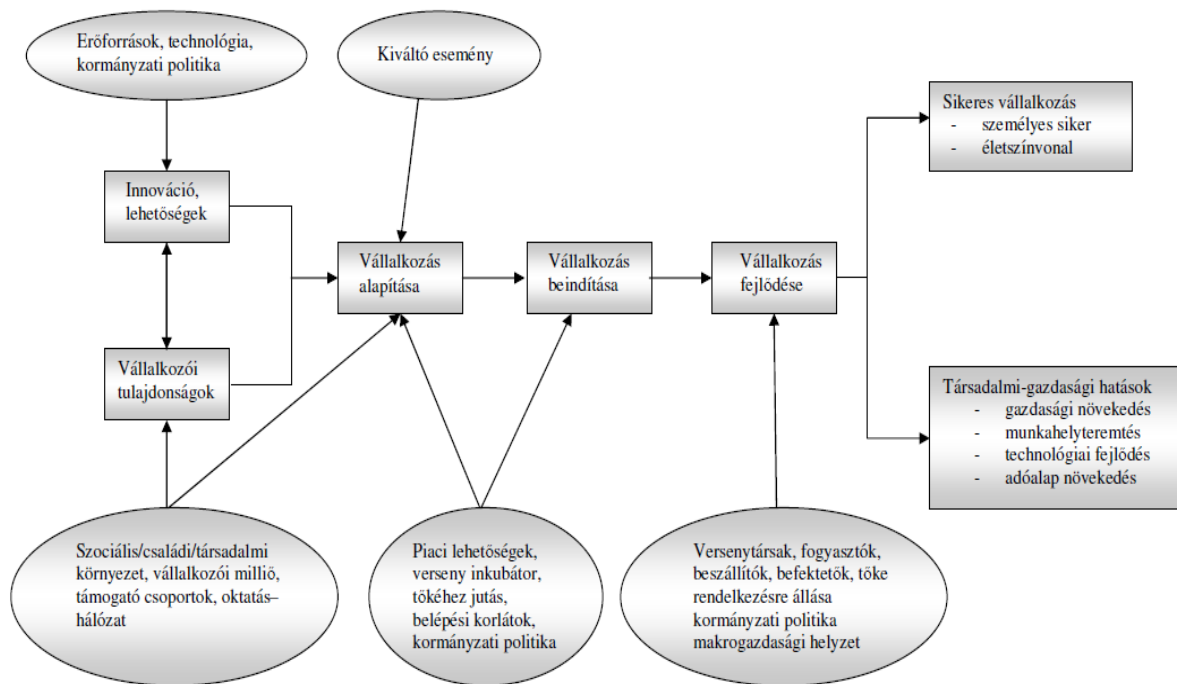 Erőforrások, technológia,
kormányzati politika
Kiváltó esemény
Sikeres vállalkozás
- személyes siker
- életszínvonal
Innováció,
lehetőségek
Vállalkozás
alapítása
Vállalkozás
beindítása
Vállalkozás
fejlődése
Vállalkozói
tulajdonságok
Társadalmi-gazdasági hatások
- gazdasági növekedés
- munkahelyteremtés
- technológiai fejlődés
- adóalap növekedés
Szociális/családi/társadalmi
környezet, vállalkozói miliő,
támogató csoportok, oktatás–
hálózat
Piaci lehetőségek,
verseny inkubátor,
tőkéhez jutás,
belépési korlátok,
kormányzati politika
Versenytársak, fogyasztók,
beszállítók, befektetők, tőke
rendelkezésre állása
kormányzati politika
makrogazdasági helyzet